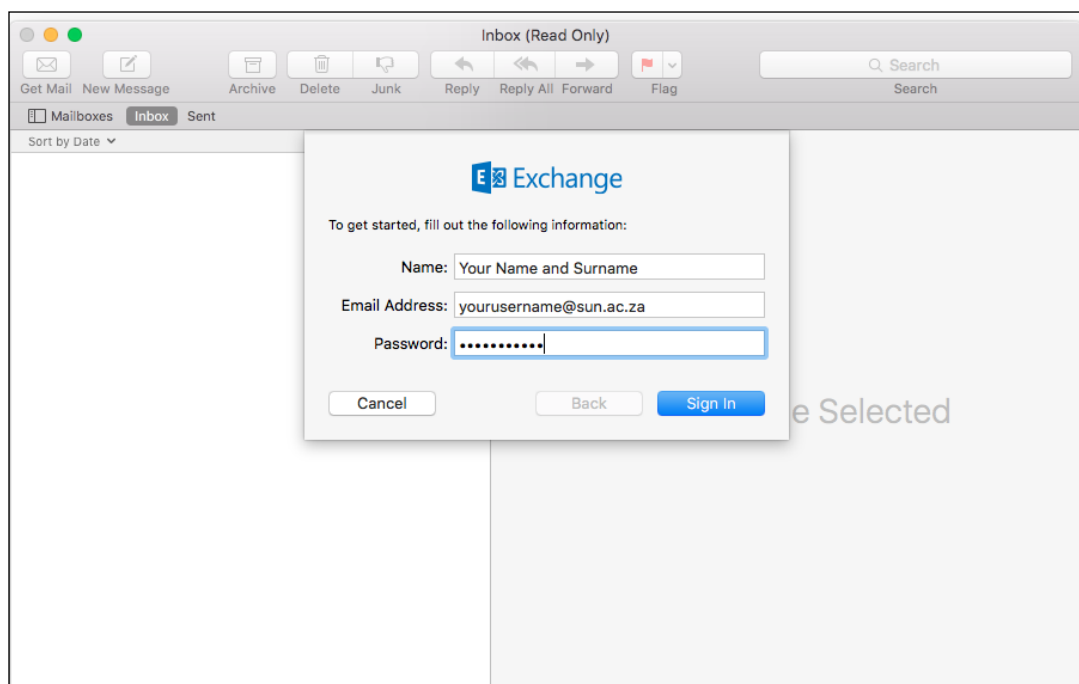 Inbox (Read Only)
Search
Get Mail New Message Archive Delete Junk Reply Reply All Forward Flag Search
Mailboxes Inbox Sent
Sort by Date
E Exchange
To get started, fill out the following information:
Name: Your Name and Surname
Email Address: yourusername@sun.ac.za
Password: •••••••••••
Cancel Back Sign In
e Selected